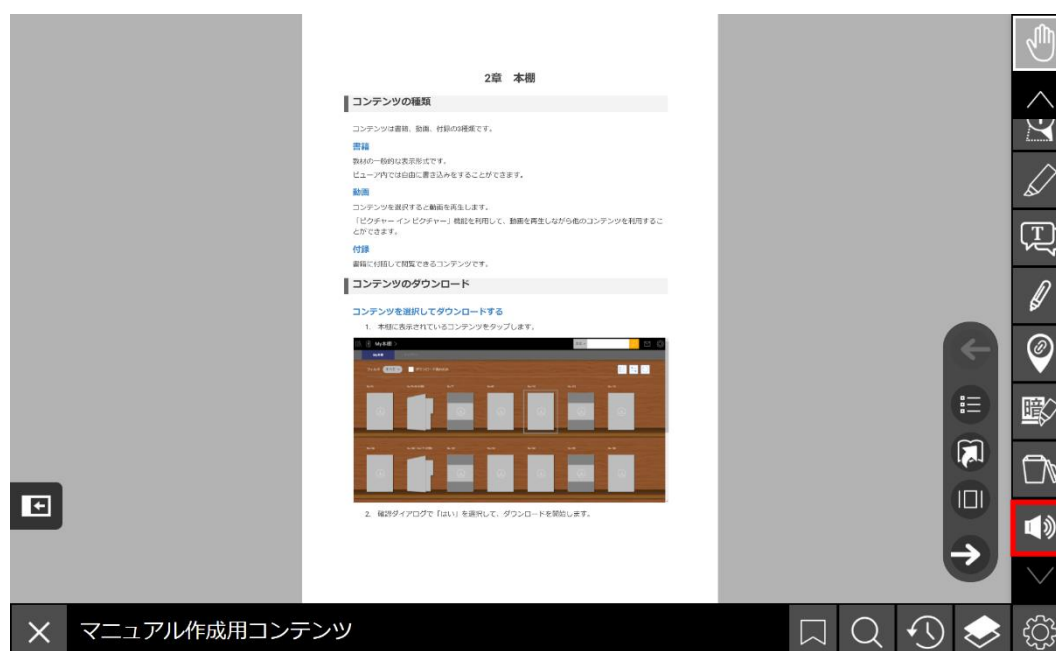 2章 本棚
コンテンツの種類
コンテンツは書籍、動画、付録の3種類です。
書籍
教材の一般的な表示形式です。
ビューア内では自由に書き込みをすることができます。
動画
コンテンツを選択すると動画を再生します。
「ピクチャー イン ピクチャー」機能を利用して、動画を再生しながら他のコンテンツを利用するこ
とができます。
付録
書籍に付随して閲覧できるコンテンツです。
コンテンツのダウンロード
コンテンツを選択してダウンロードする
1. 本棚に表示されているコンテンツをタップします。
My本棚
2. 確認ダイアログで「はい」を選択して、ダウンロードを開始します。
T
暗
マニュアル作成用コンテンツ